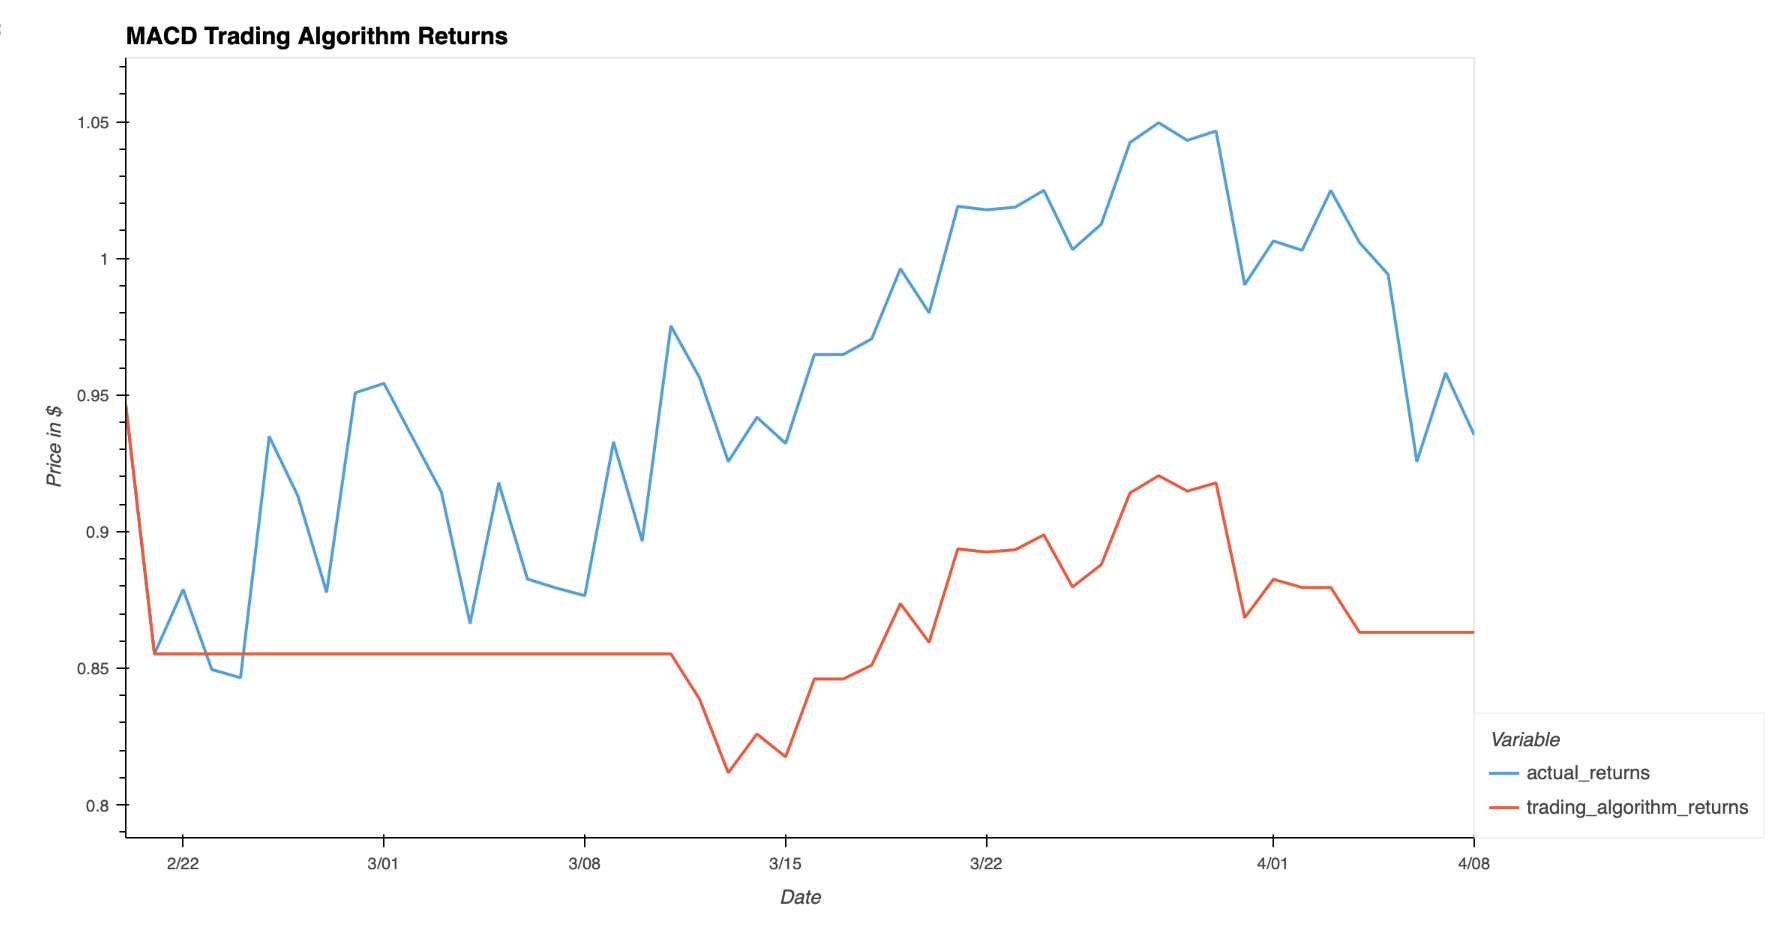 MACD Trading Algorithm Returns
1.05
1
0.95
0.9
0.85
0.8
Price in $
2/22 3/01 3/08 3/15 3/22 4/01 4/08
Date
Variable
actual_returns
trading_algorithm_returns